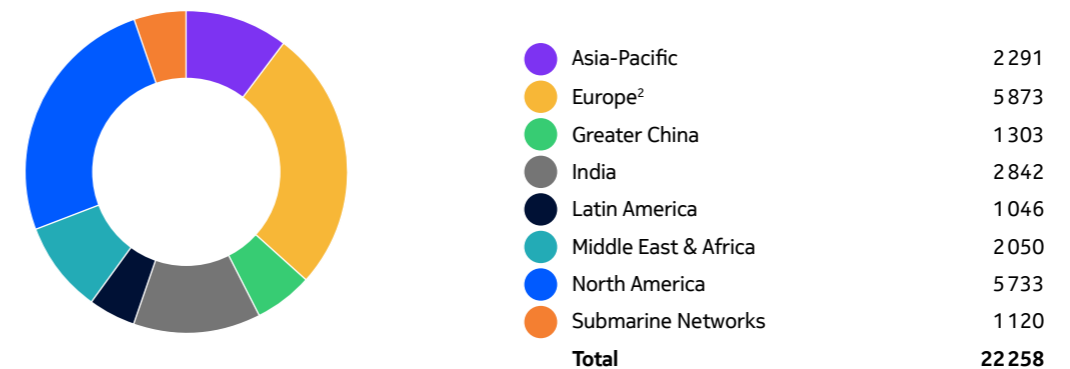 Asia-Pacific 2 291
Europe² 5 873
Greater China 1 303
India 2 842
Latin America 1 046
Middle East & Africa 2 050
North America 5 733
Submarine Networks 1 120
Total 22 258